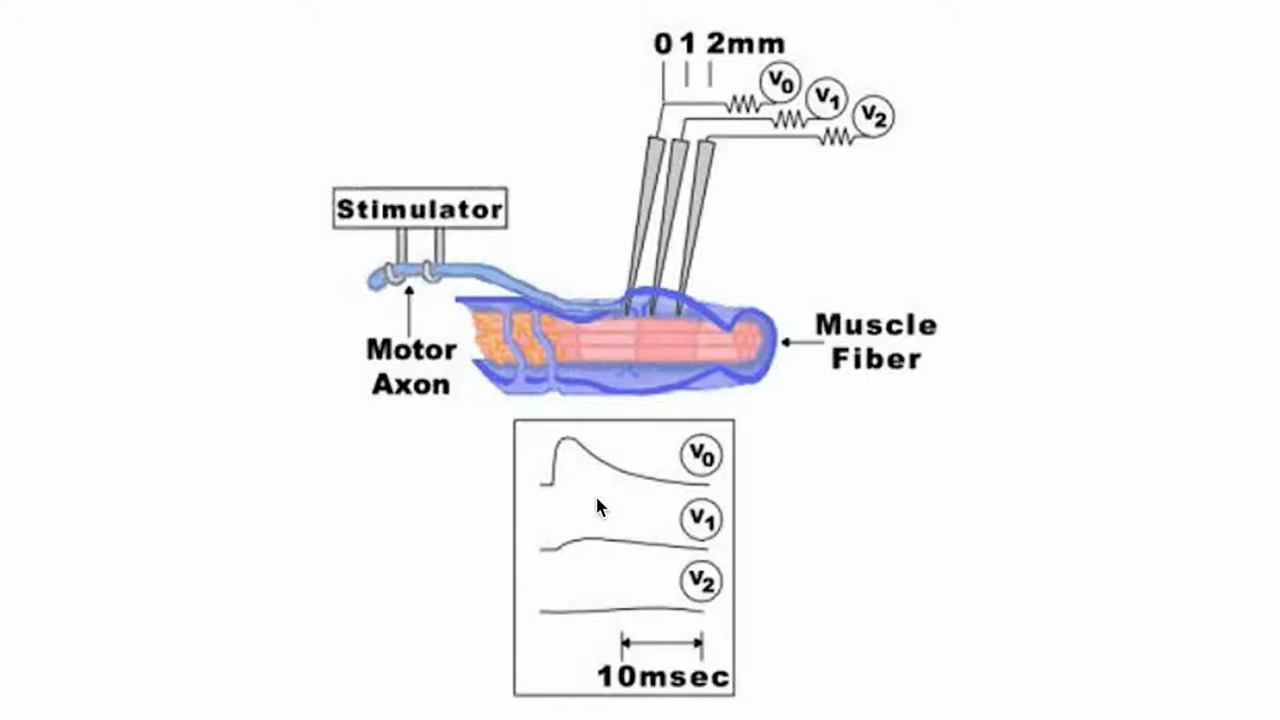 0 1 2mm
V0
V1
V2
Stimulator
Motor
Axon
Muscle
Fiber
V0
V1
V2
10msec